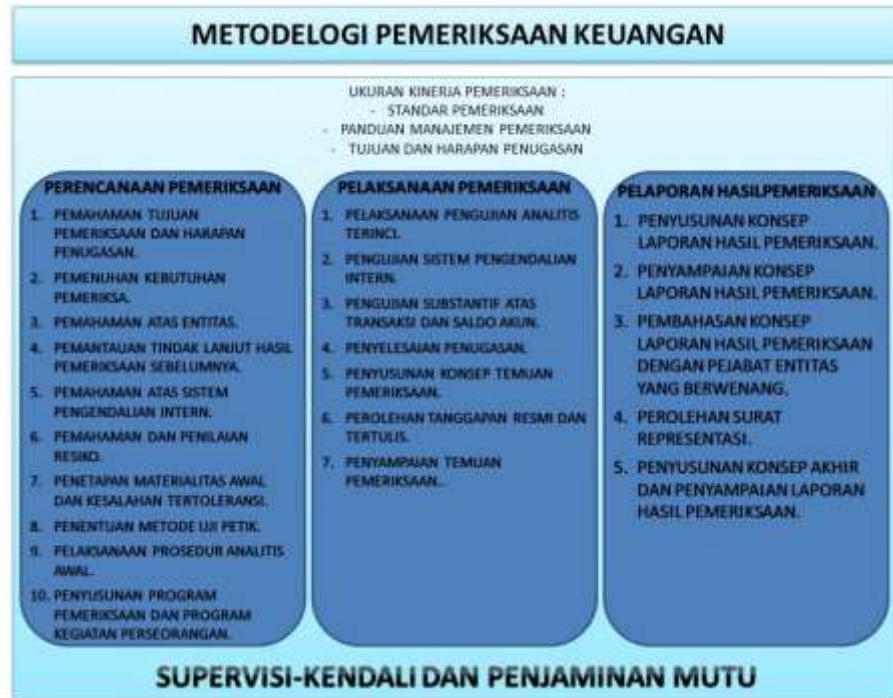 METODELOGI PEMERIKSAAN KEUANGAN
UKURAN KINERJA PEMERIKSAAN :
- STANDAR PEMERIKSAAN
- PANDUAN MANAJEMEN PEMERIKSAAN
- TUJUAN DAN HARAPAN PENUGASAN
PERENCANAAN PEMERIKSAAN
1. PEMAHAMAN TUJUAN
PEMERIKSAAN DAN HARAPAN
PENUGASAN.
2. PEMENUHAN KEBUTUHAN
PEMERIKSA.
3. PEMAHAMAN ATAS ENTITAS.
4. PEMANTAUAN TINDAK LANJUT HASIL
PEMERIKSAAN SEBELUMNYA.
5. PEMAHAMAN ATAS SISTEM
PENGENDALIAN INTERN.
6. PEMAHAMAN DAN PENILAIAN
RESIKO.
7. PENETAPAN MATERIALITAS AWAL
DAN KESALAHAN TERTOLERANSI.
8. PENENTUAN METODE UJI PETIK.
9. PELAKSANAAN PROSEDUR ANALITIS
AWAL.
10. PENYUSUNAN PROGRAM
PEMERIKSAAN DAN PROGRAM
KEGIATAN PERSEORANGAN.
PELAKSANAAN PEMERIKSAAN
1. PELAKSANAAN PENGUJIAN ANALITIS
TERINCI.
2. PENGUJIAN SISTEM PENGENDALIAN
INTERN.
3. PENGUJIAN SUBSTANTIF ATAS
TRANSAKSI DAN SALDO AKUN.
4. PENYELESAIAN PENUGASAN.
5. PENYUSUNAN KONSEP TEMUAN
PEMERIKSAAN.
6. PEROLEHAN TANGGAPAN RESMI DAN
TERTULIS.
7. PENYAMPAIAN TEMUAN
PEMERIKSAAN.
PELAPORAN HASILPEMERIKSAAN
1. PENYUSUNAN KONSEP
LAPORAN HASIL PEMERIKSAAN.
2. PENYAMPAIAN KONSEP
LAPORAN HASIL PEMERIKSAAN.
3. PEMBAHASAN KONSEP
LAPORAN HASIL PEMERIKSAAN
DENGAN PEJABAT ENTITAS
YANG BERWENANG.
4. PEROLEHAN SURAT
REPRESENTASI.
5. PENYUSUNAN KONSEP AKHIR
DAN PENYAMPAIAN LAPORAN
HASIL PEMERIKSAAN.
SUPERVISI-KENDALI DAN PENJAMINAN MUTU